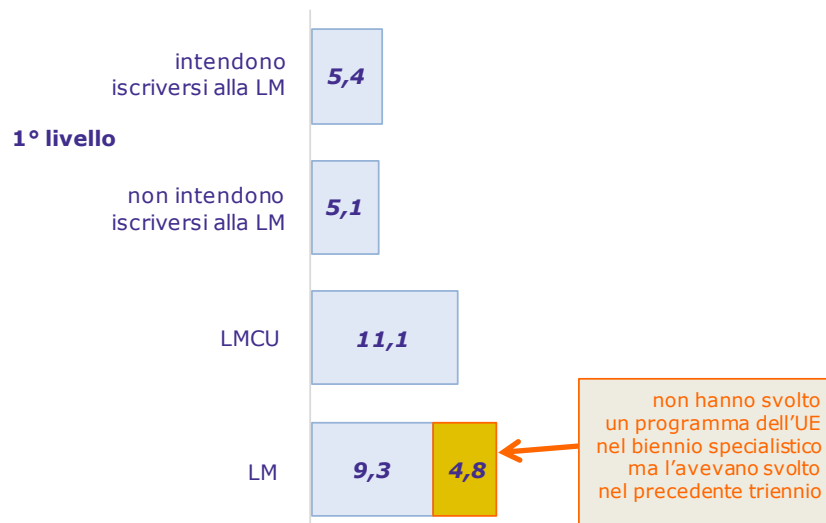 intendono
iscriversi alla LM
5,4
1° livello
non intendono
iscriversi alla LM
5,1
LMCU
11,1
LM
9,3
4,8
non hanno svolto
un programma dell'UE
nel biennio specialistico
ma l'avevano svolto
nel precedente triennio